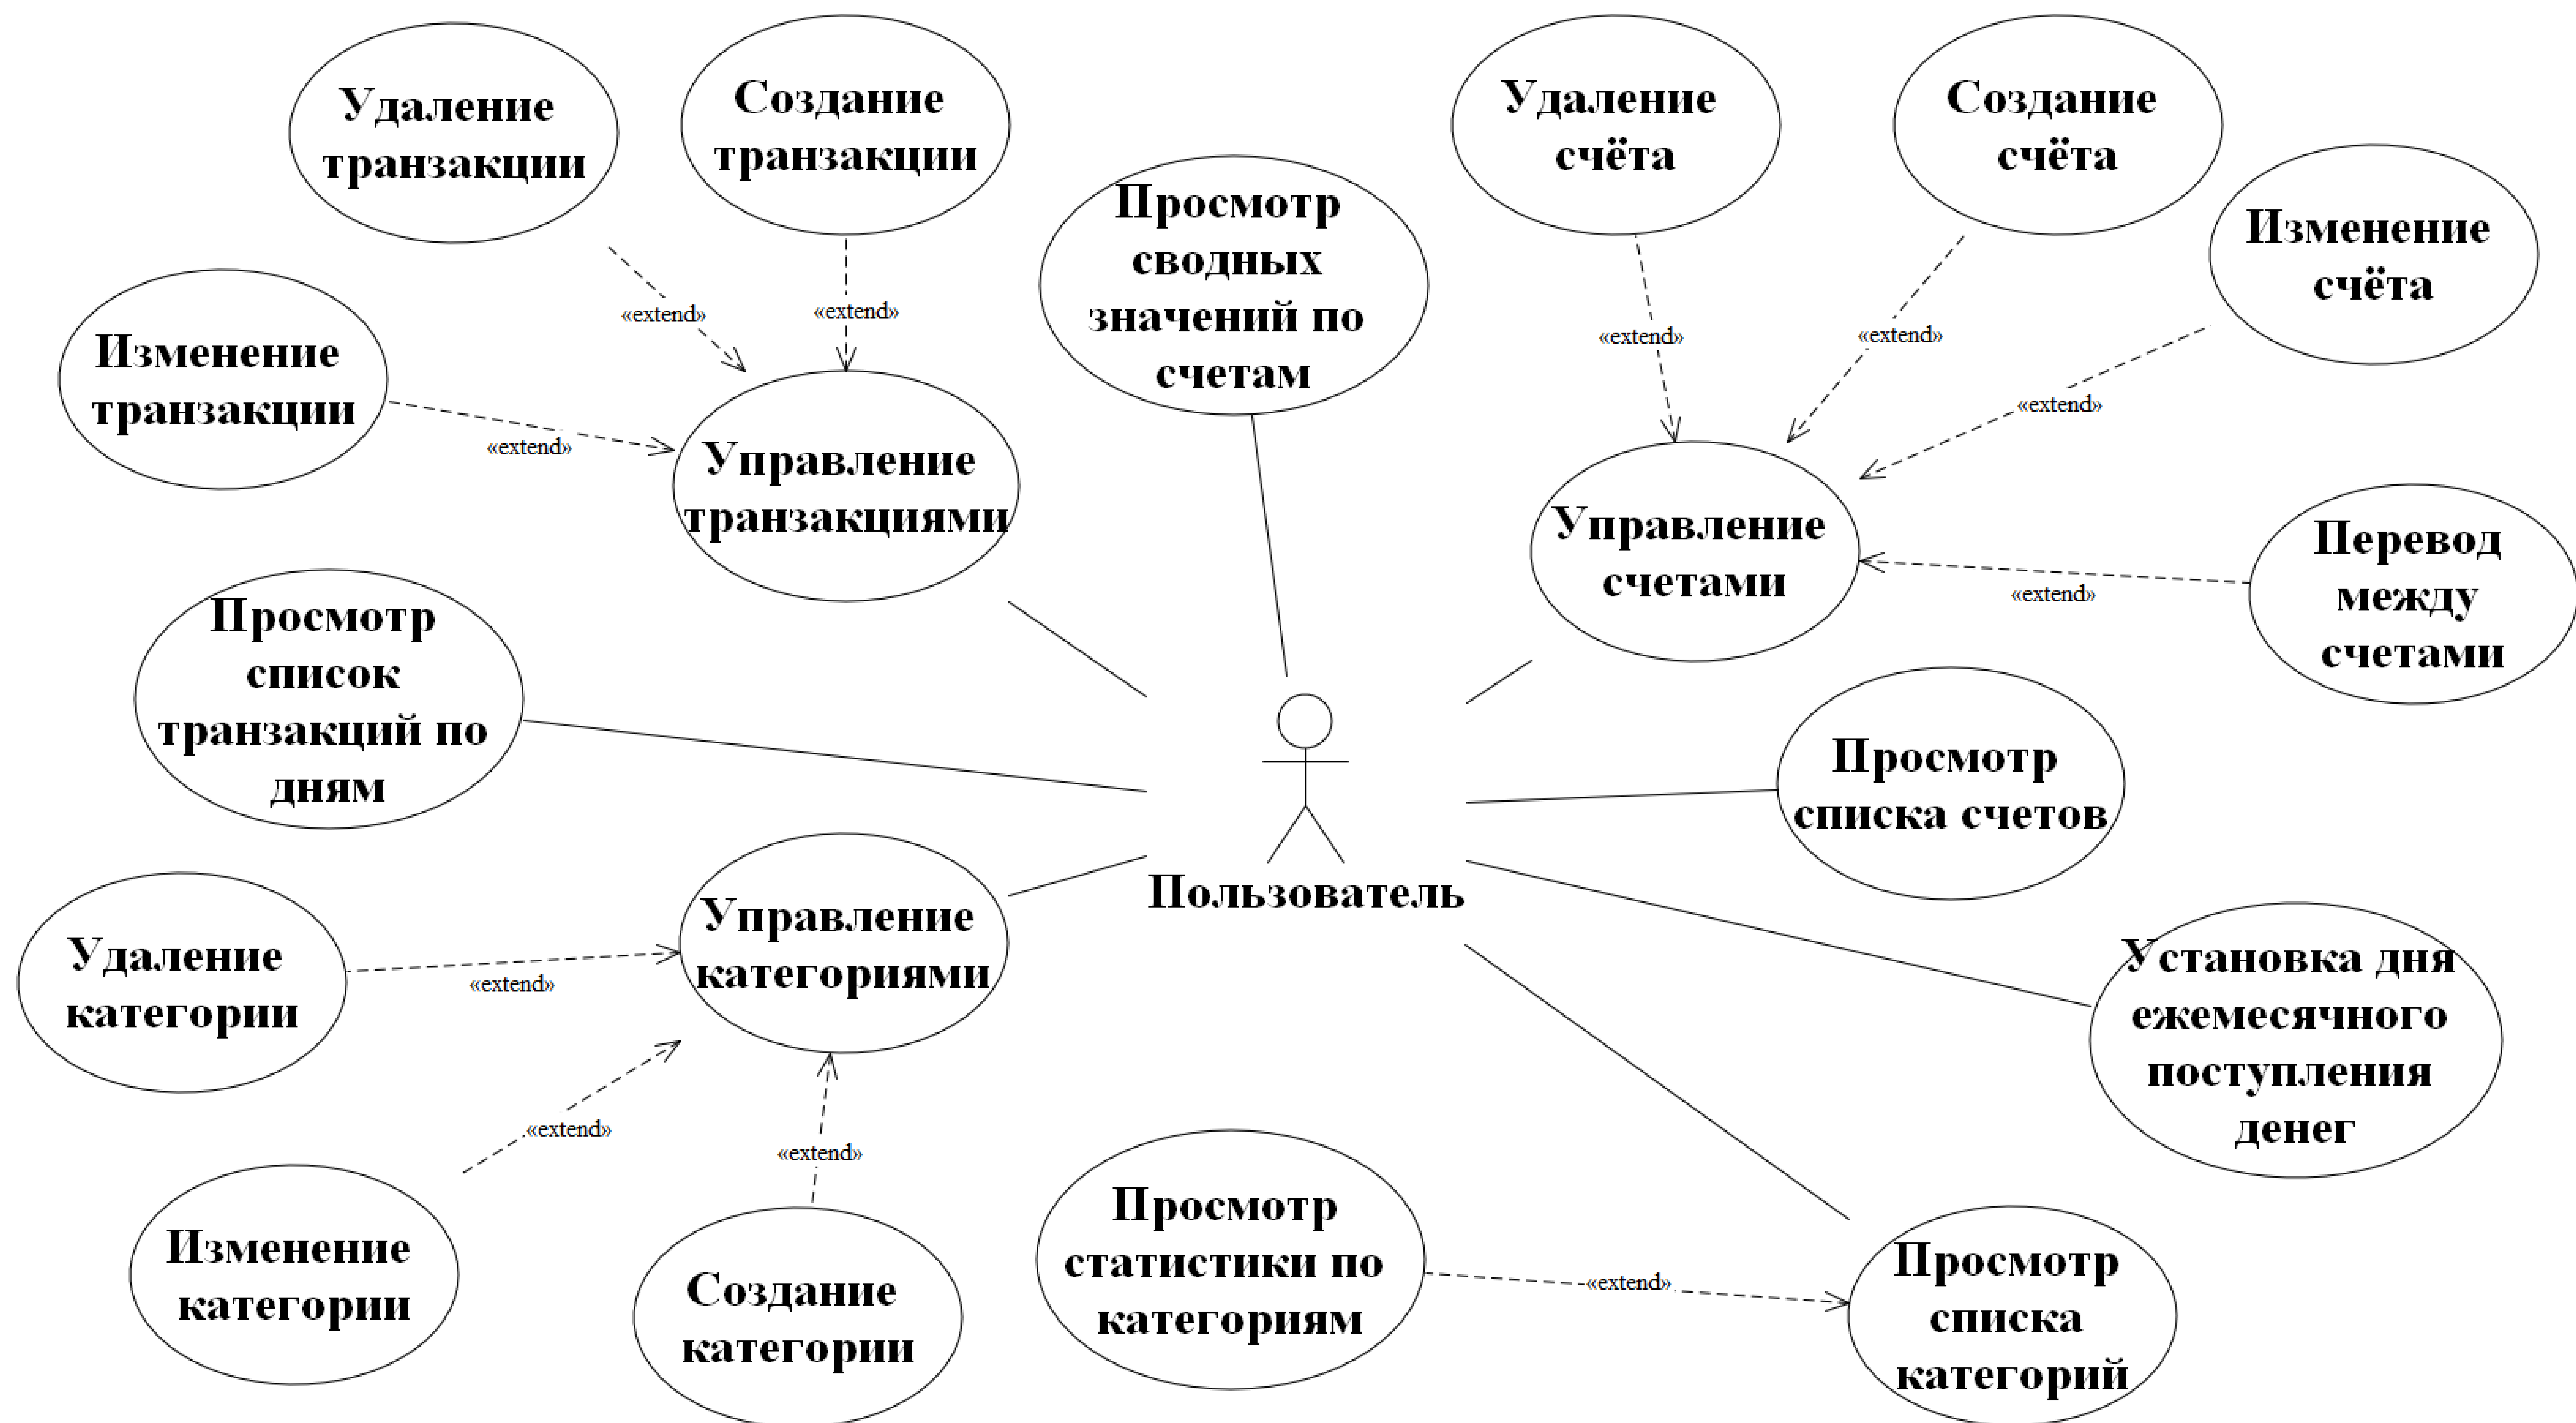 Удаление
транзакции
Создание
транзакции
Удаление
счёта
Создание
счёта
Просмотр
сводных
значений по
счетам
Изменение
счёта
«extend»
«extend»
«extend»
«extend»
«extend»
Изменение
транзакции
«extend»
Управление
транзакциями
Управление
счетами
Перевод
между
счетами
«extend»
Просмотр
список
транзакций по
дням
Просмотр
списка счетов
Пользователь
Управление
категориями
Удаление
категории
«extend»
Установка дня
ежемесячного
поступления
денег
«extend»
«extend»
Изменение
категории
Создание
категории
Просмотр
статистики по
категориям
«extend»
Просмотр
списка
категорий